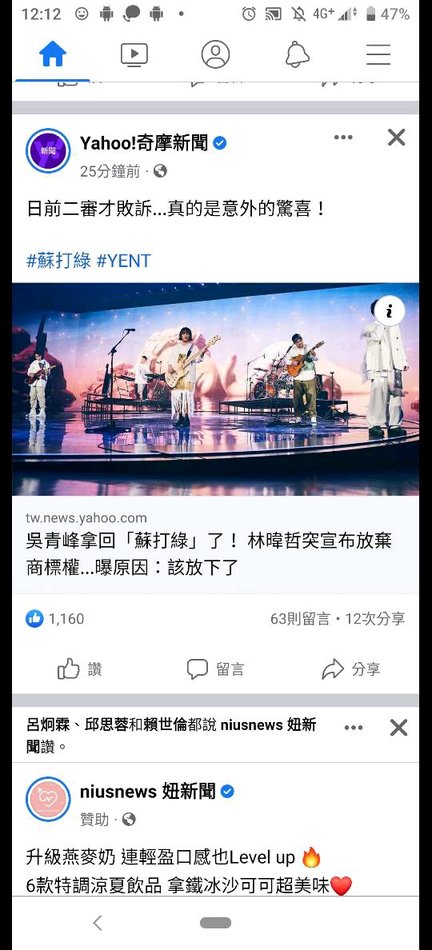 12:12
4G+
47%
Yahoo!奇摩新聞
25分鐘前
日前二審才敗訴...真的是意外的驚喜!
#蘇打綠 #YENT
tw.news.yahoo.com
吳青峰拿回「蘇打綠」了! 林暐哲突宣布放棄
商標權...曝原因:該放下了
1,160
63則留言・12次分享
讚
留言
分享
呂炯霖、邱思蓉和賴世倫都說 niusnews 妞新
聞讚。
niusnews 妞新聞
贊助
升級燕麥奶 連輕盈口感也Level up 🔥
6款特調涼夏飲品 拿鐵冰沙可可超美味❤️